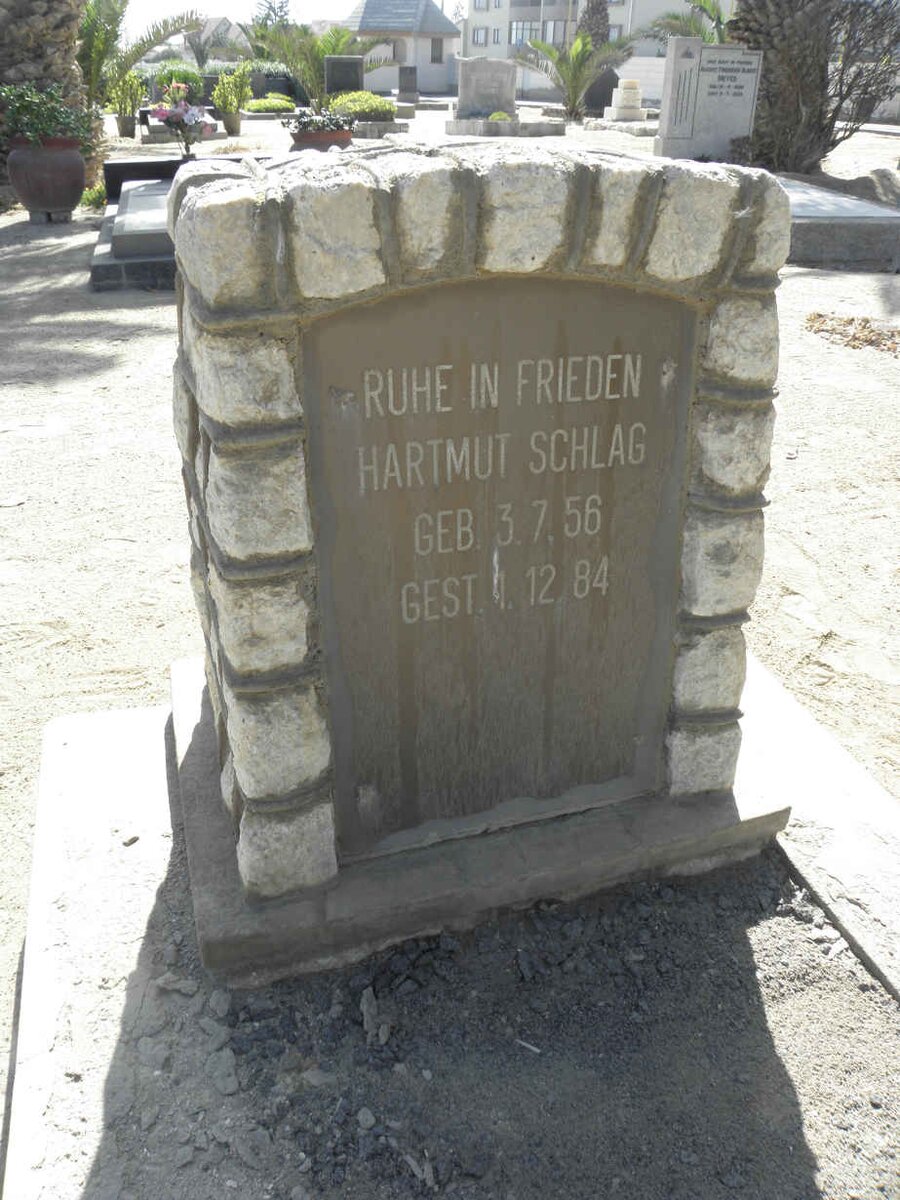 RUHE IN FRIEDEN
HARTMUT SCHLAG
GEB. 3. 7. 56
GEST. 1. 12. 84